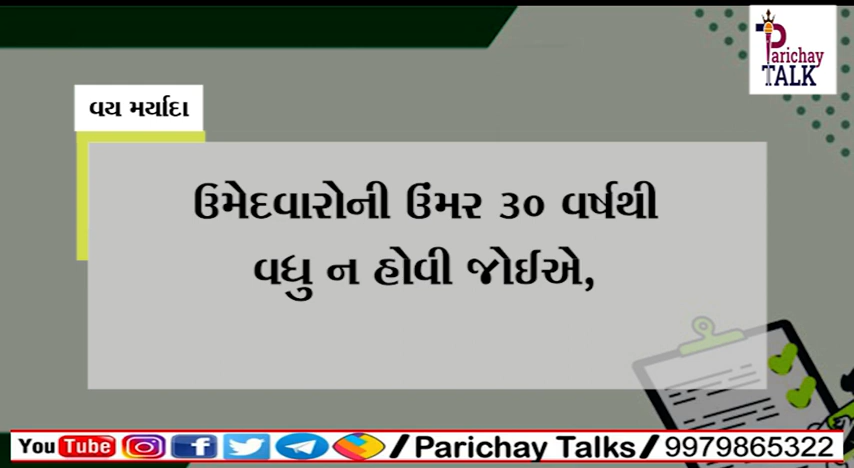 Parichay
TALK
વય મર્યાદા
ઉમેદવારોની ઉંમર ૩૦ વર્ષથી
વધુ ન હોવી જોઈએ,
You Tube / Parichay Talks / 9979865322